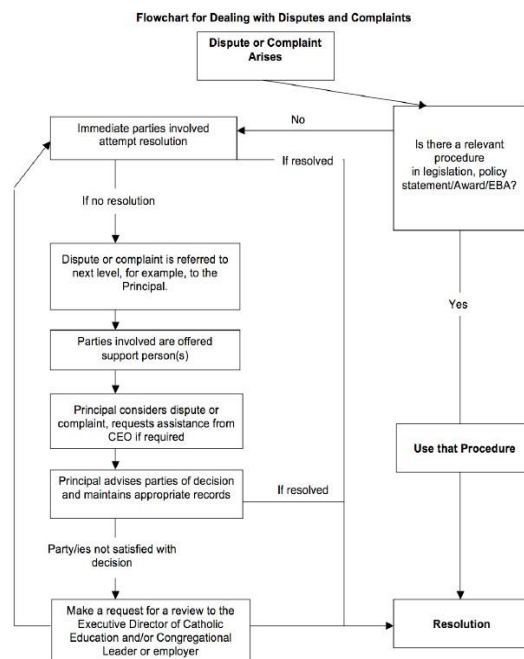 Flowchart for Dealing with Disputes and Complaints
Dispute or Complaint
Arises
No
Immediate parties involved
attempt resolution
Is there a relevant
procedure
in legislation, policy
statement/Award/EBA?
If resolved
If no resolution
Dispute or complaint is referred to
next level, for example, to the
Principal.
Yes
Parties involved are offered
support person(s)
Principal considers dispute or
complaint, requests assistance from
CEO if required
Use that Procedure
Principal advises parties of decision
and maintains appropriate records
If resolved
Party/ies not satisfied with
decision
Make a request for a review to the
Executive Director of Catholic
Education and/or Congregational
Leader or employer
Resolution